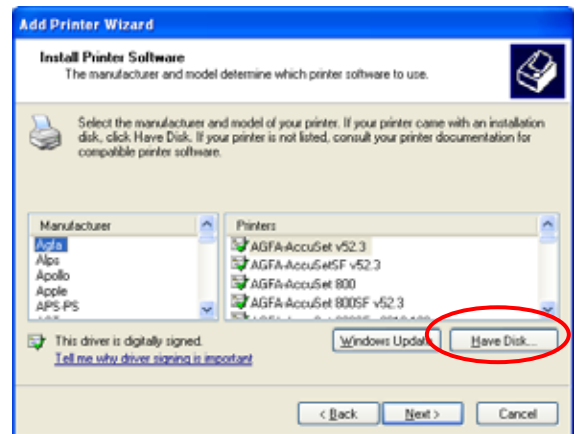 Add Printer Wizard
Install Printer Software
The manufacturer and model determine which printer software to use.
Select the manufacturer and model of your printer. If your printer came with an installation
disk, click Have Disk. If your printer is not listed, consult your printer documentation for
compatible printer software.
Manufacturer
Agfa
Alps
Apollo
Apple
APS-PS
Printers
AGFA-AccuSet v52.3
AGFA-AccuSetSF v52.3
AGFA-AccuSet 800
AGFA-AccuSet 800SF v52.3
This driver is digitally signed.
Tell me why driver signing is important
Windows Update
Have Disk...
< Back
Next >
Cancel